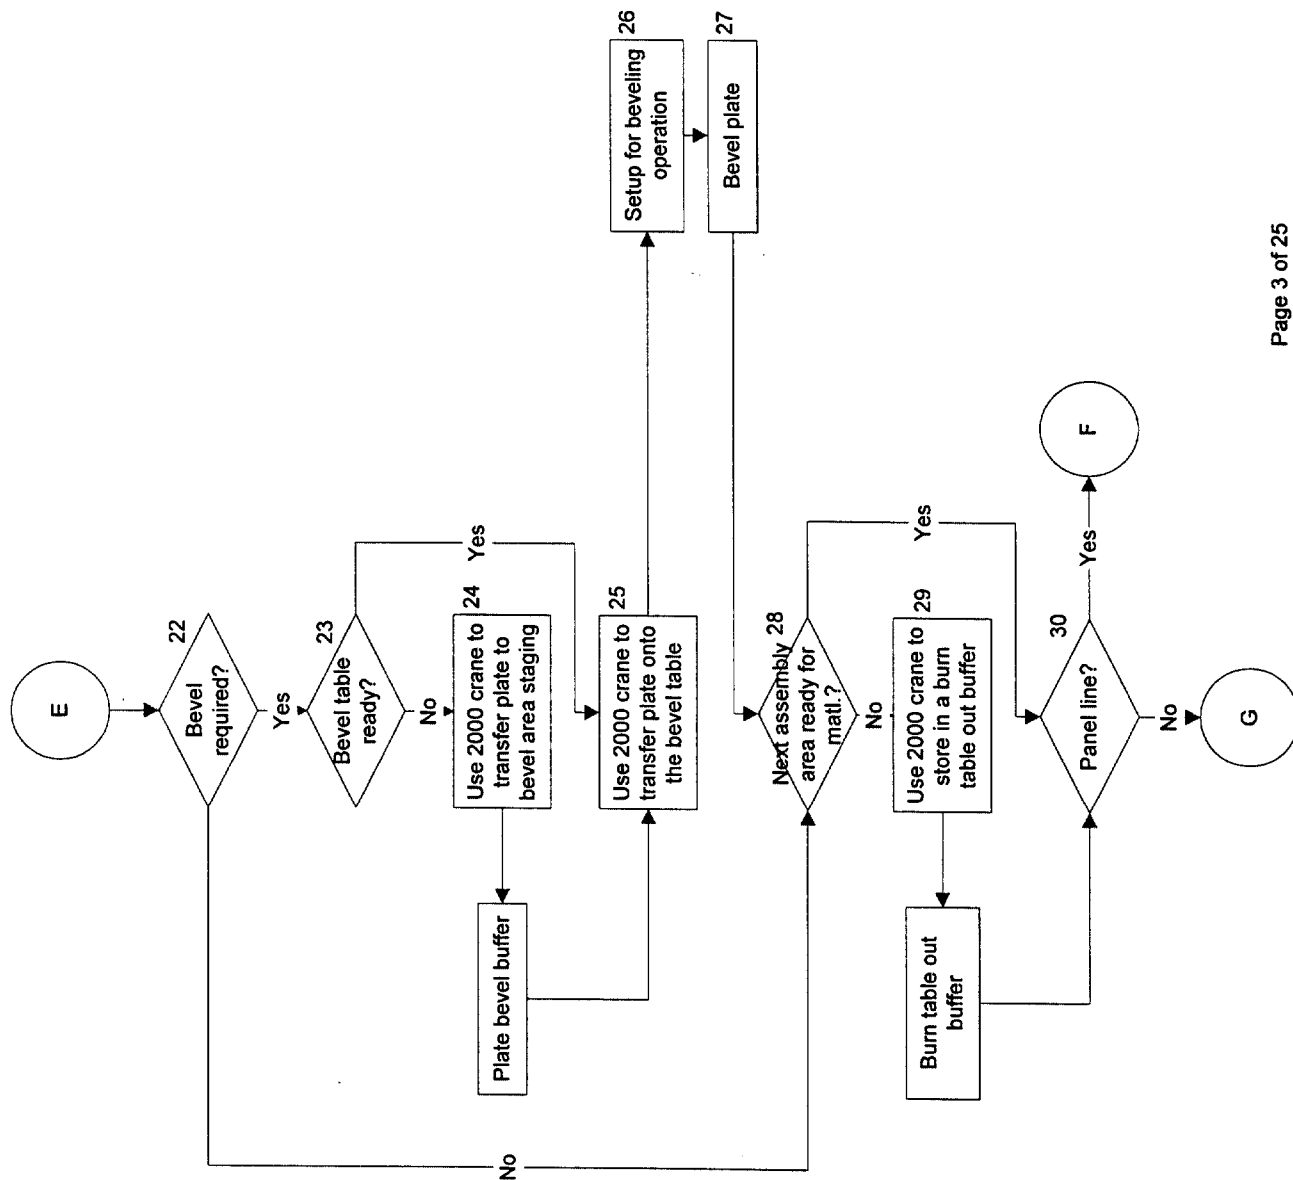 E
22
Bevel
required?
Yes
No
23
Bevel table
ready?
Yes
No
24
Use 2000 crane to
transfer plate to
bevel area staging
Plate bevel buffer
25
Use 2000 crane to
transfer plate onto
the bevel table
26
Setup for beveling
operation
27
Bevel plate
28
Next assembly
area ready for
matl.?
Yes
No
29
Use 2000 crane to
store in a burn
table out buffer
Burn table out
buffer
30
Panel line?
Yes
F
No
G
Page 3 of 25